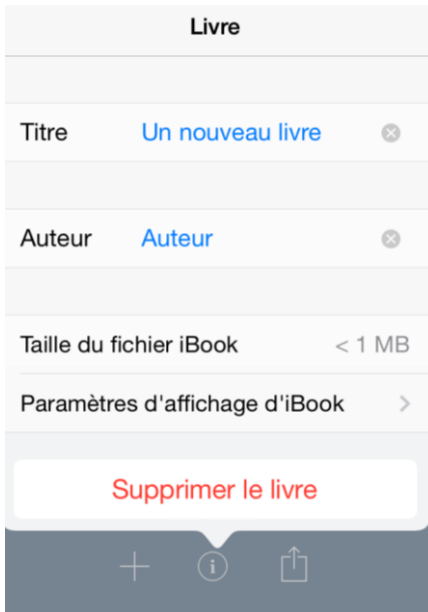 Livre
Titre Un nouveau livre
Auteur Auteur
Taille du fichier iBook < 1 MB
Paramètres d'affichage d'iBook
Supprimer le livre